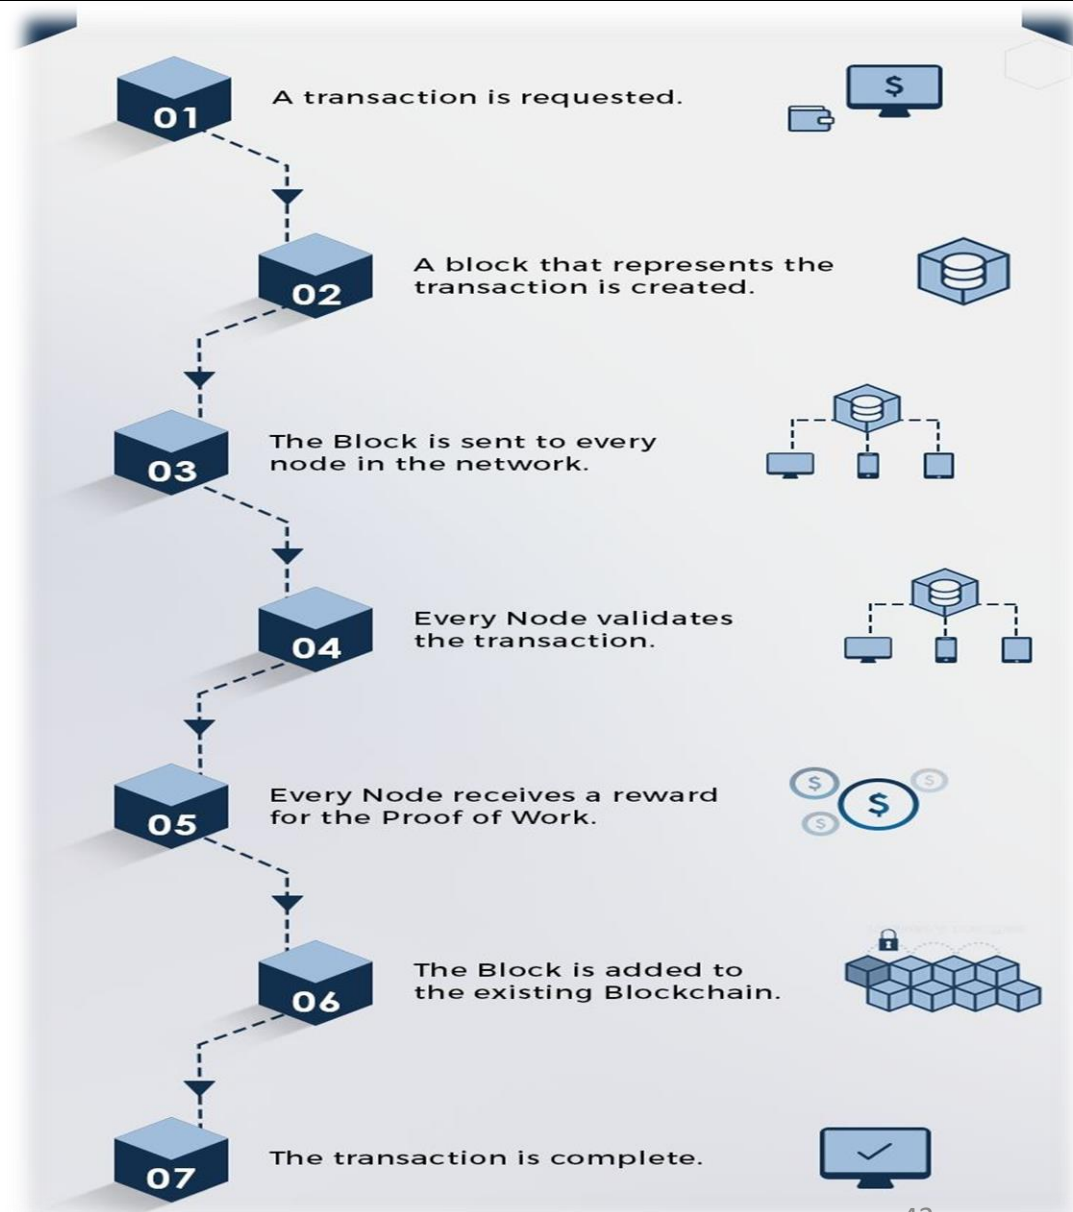 01
A transaction is requested.
$
02
A block that represents the
transaction is created.
03
The Block is sent to every
node in the network.
04
Every Node validates
the transaction.
05
Every Node receives a reward
for the Proof of Work.
$
$
$
$
06
The Block is added to
the existing Blockchain.
07
The transaction is complete.